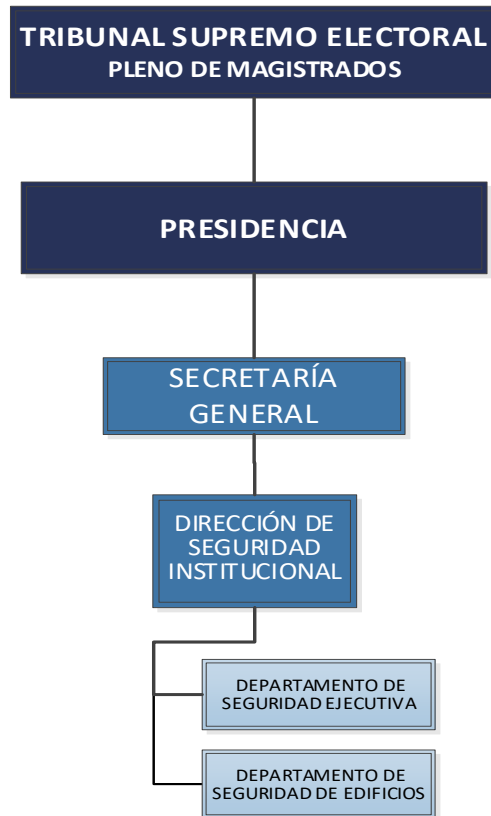 TRIBUNAL SUPREMO ELECTORAL
PLENO DE MAGISTRADOS
PRESIDENCIA
SECRETARÍA
GENERAL
DIRECCIÓN DE
SEGURIDAD
INSTITUCIONAL
DEPARTAMENTO DE
SEGURIDAD EJECUTIVA
DEPARTAMENTO DE
SEGURIDAD DE EDIFICIOS